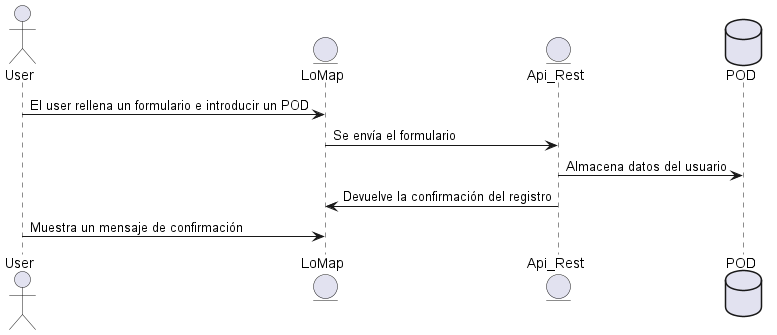 User
LoMap
Api_Rest
POD
El user rellena un formulario e introducir un POD
Se envía el formulario
Almacena datos del usuario
Devuelve la confirmación del registro
Muestra un mensaje de confirmación
User
LoMap
Api_Rest
POD